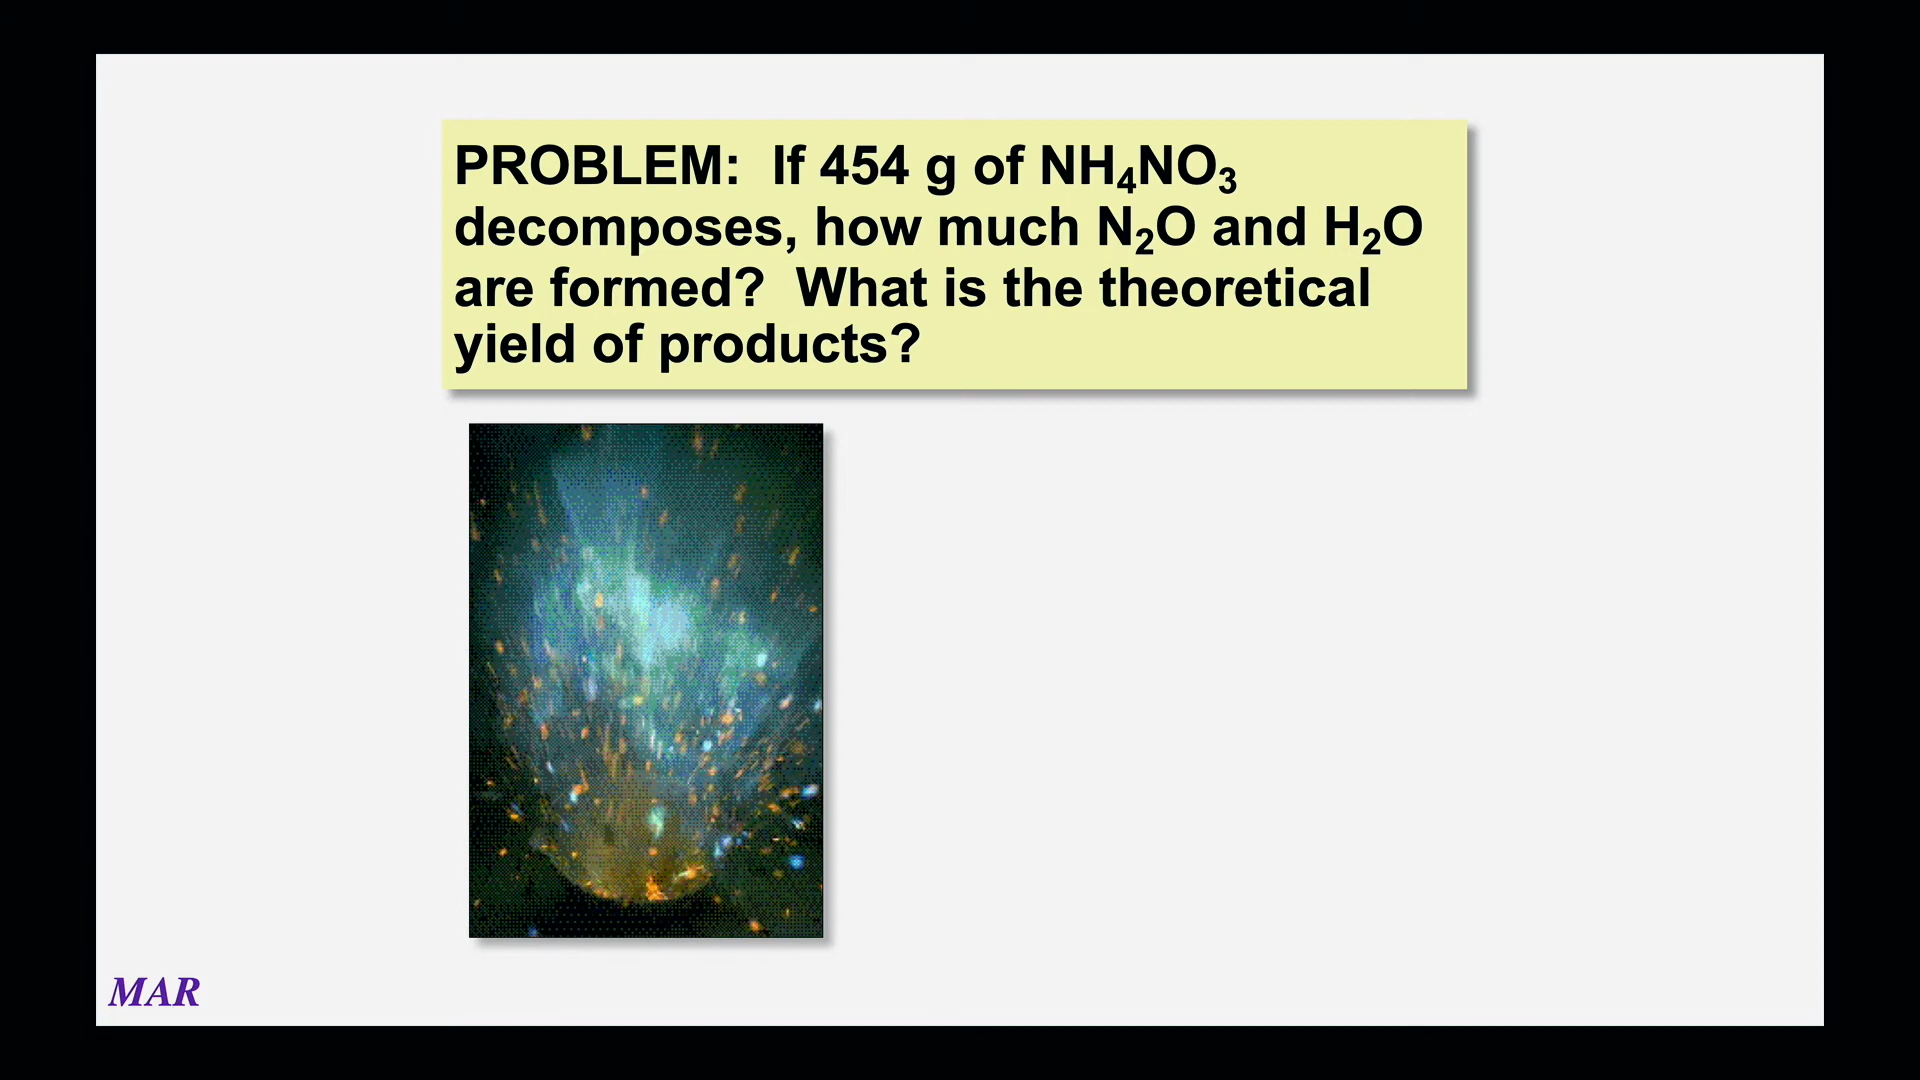 PROBLEM:  If 454 g of NH₄NO₃
decomposes, how much N₂O and H₂O
are formed?  What is the theoretical
yield of products?
MAR